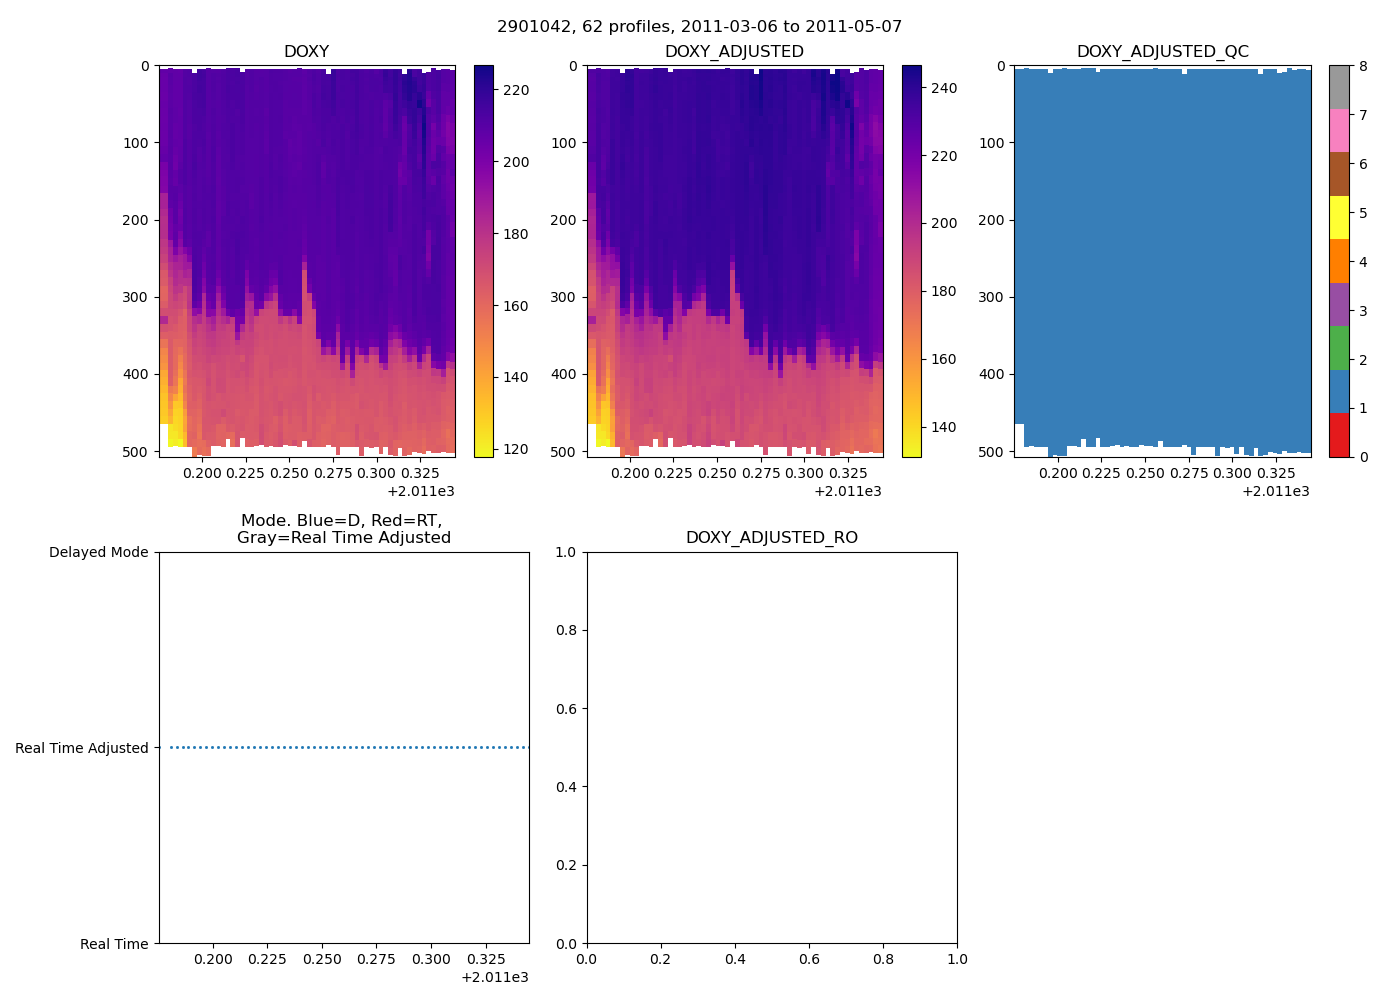 2901042, 62 profiles, 2011-03-06 to 2011-05-07
DOXY
0
100
200
300
400
500
0.200 0.225 0.250 0.275 0.300 0.325
+2.011e3
220
200
180
160
140
120
DOXY_ADJUSTED
0
100
200
300
400
500
0.200 0.225 0.250 0.275 0.300 0.325
+2.011e3
240
220
200
180
160
140
DOXY_ADJUSTED_QC
0
100
200
300
400
500
0.200 0.225 0.250 0.275 0.300 0.325
+2.011e3
8
7
6
5
4
3
2
1
0
Mode. Blue=D, Red=RT,
Gray=Real Time Adjusted
Delayed Mode
Real Time Adjusted
Real Time
0.200 0.225 0.250 0.275 0.300 0.325
+2.011e3
DOXY_ADJUSTED_RO
1.0
0.8
0.6
0.4
0.2
0.0
0.0 0.2 0.4 0.6 0.8 1.0